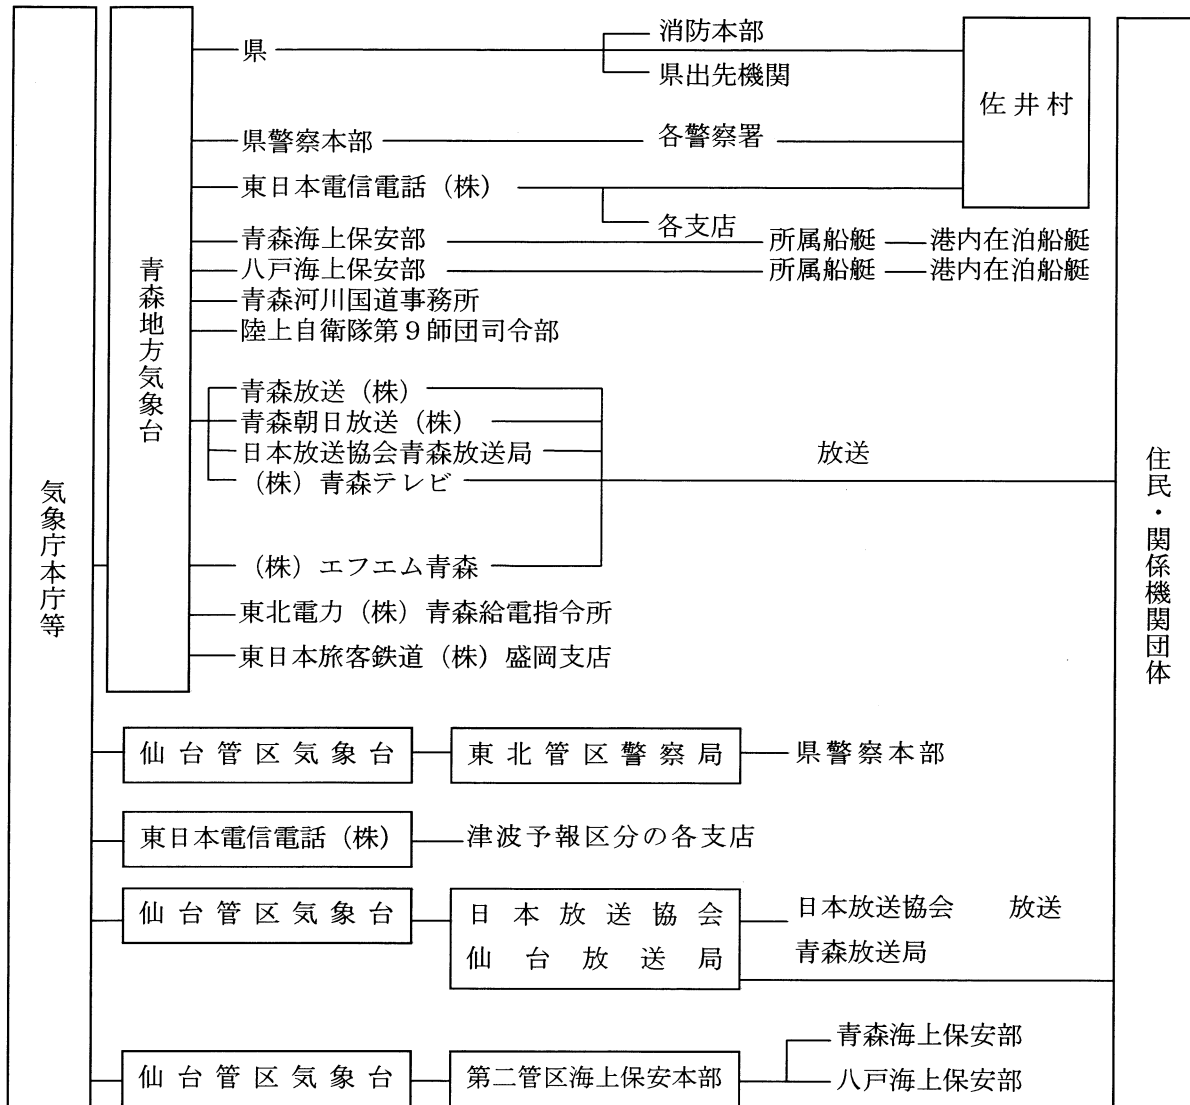 気象庁本庁等
青森地方気象台
県
消防本部
県出先機関
佐井村
県警察本部
各警察署
東日本電信電話(株)
各支店
青森海上保安部
所属船艇
港内在泊船艇
八戸海上保安部
所属船艇
港内在泊船艇
青森河川国道事務所
陸上自衛隊第9師団司令部
青森放送(株)
青森朝日放送(株)
日本放送協会青森放送局
(株)青森テレビ
放送
(株)エフエム青森
東北電力(株)青森給電指令所
東日本旅客鉄道(株)盛岡支店
住民・関係機関団体
仙台管区気象台
東北管区警察局
県警察本部
東日本電信電話(株)
津波予報区分の各支店
仙台管区気象台
日本放送協会
仙台放送局
日本放送協会 放送
青森放送局
仙台管区気象台
第二管区海上保安本部
青森海上保安部
八戸海上保安部